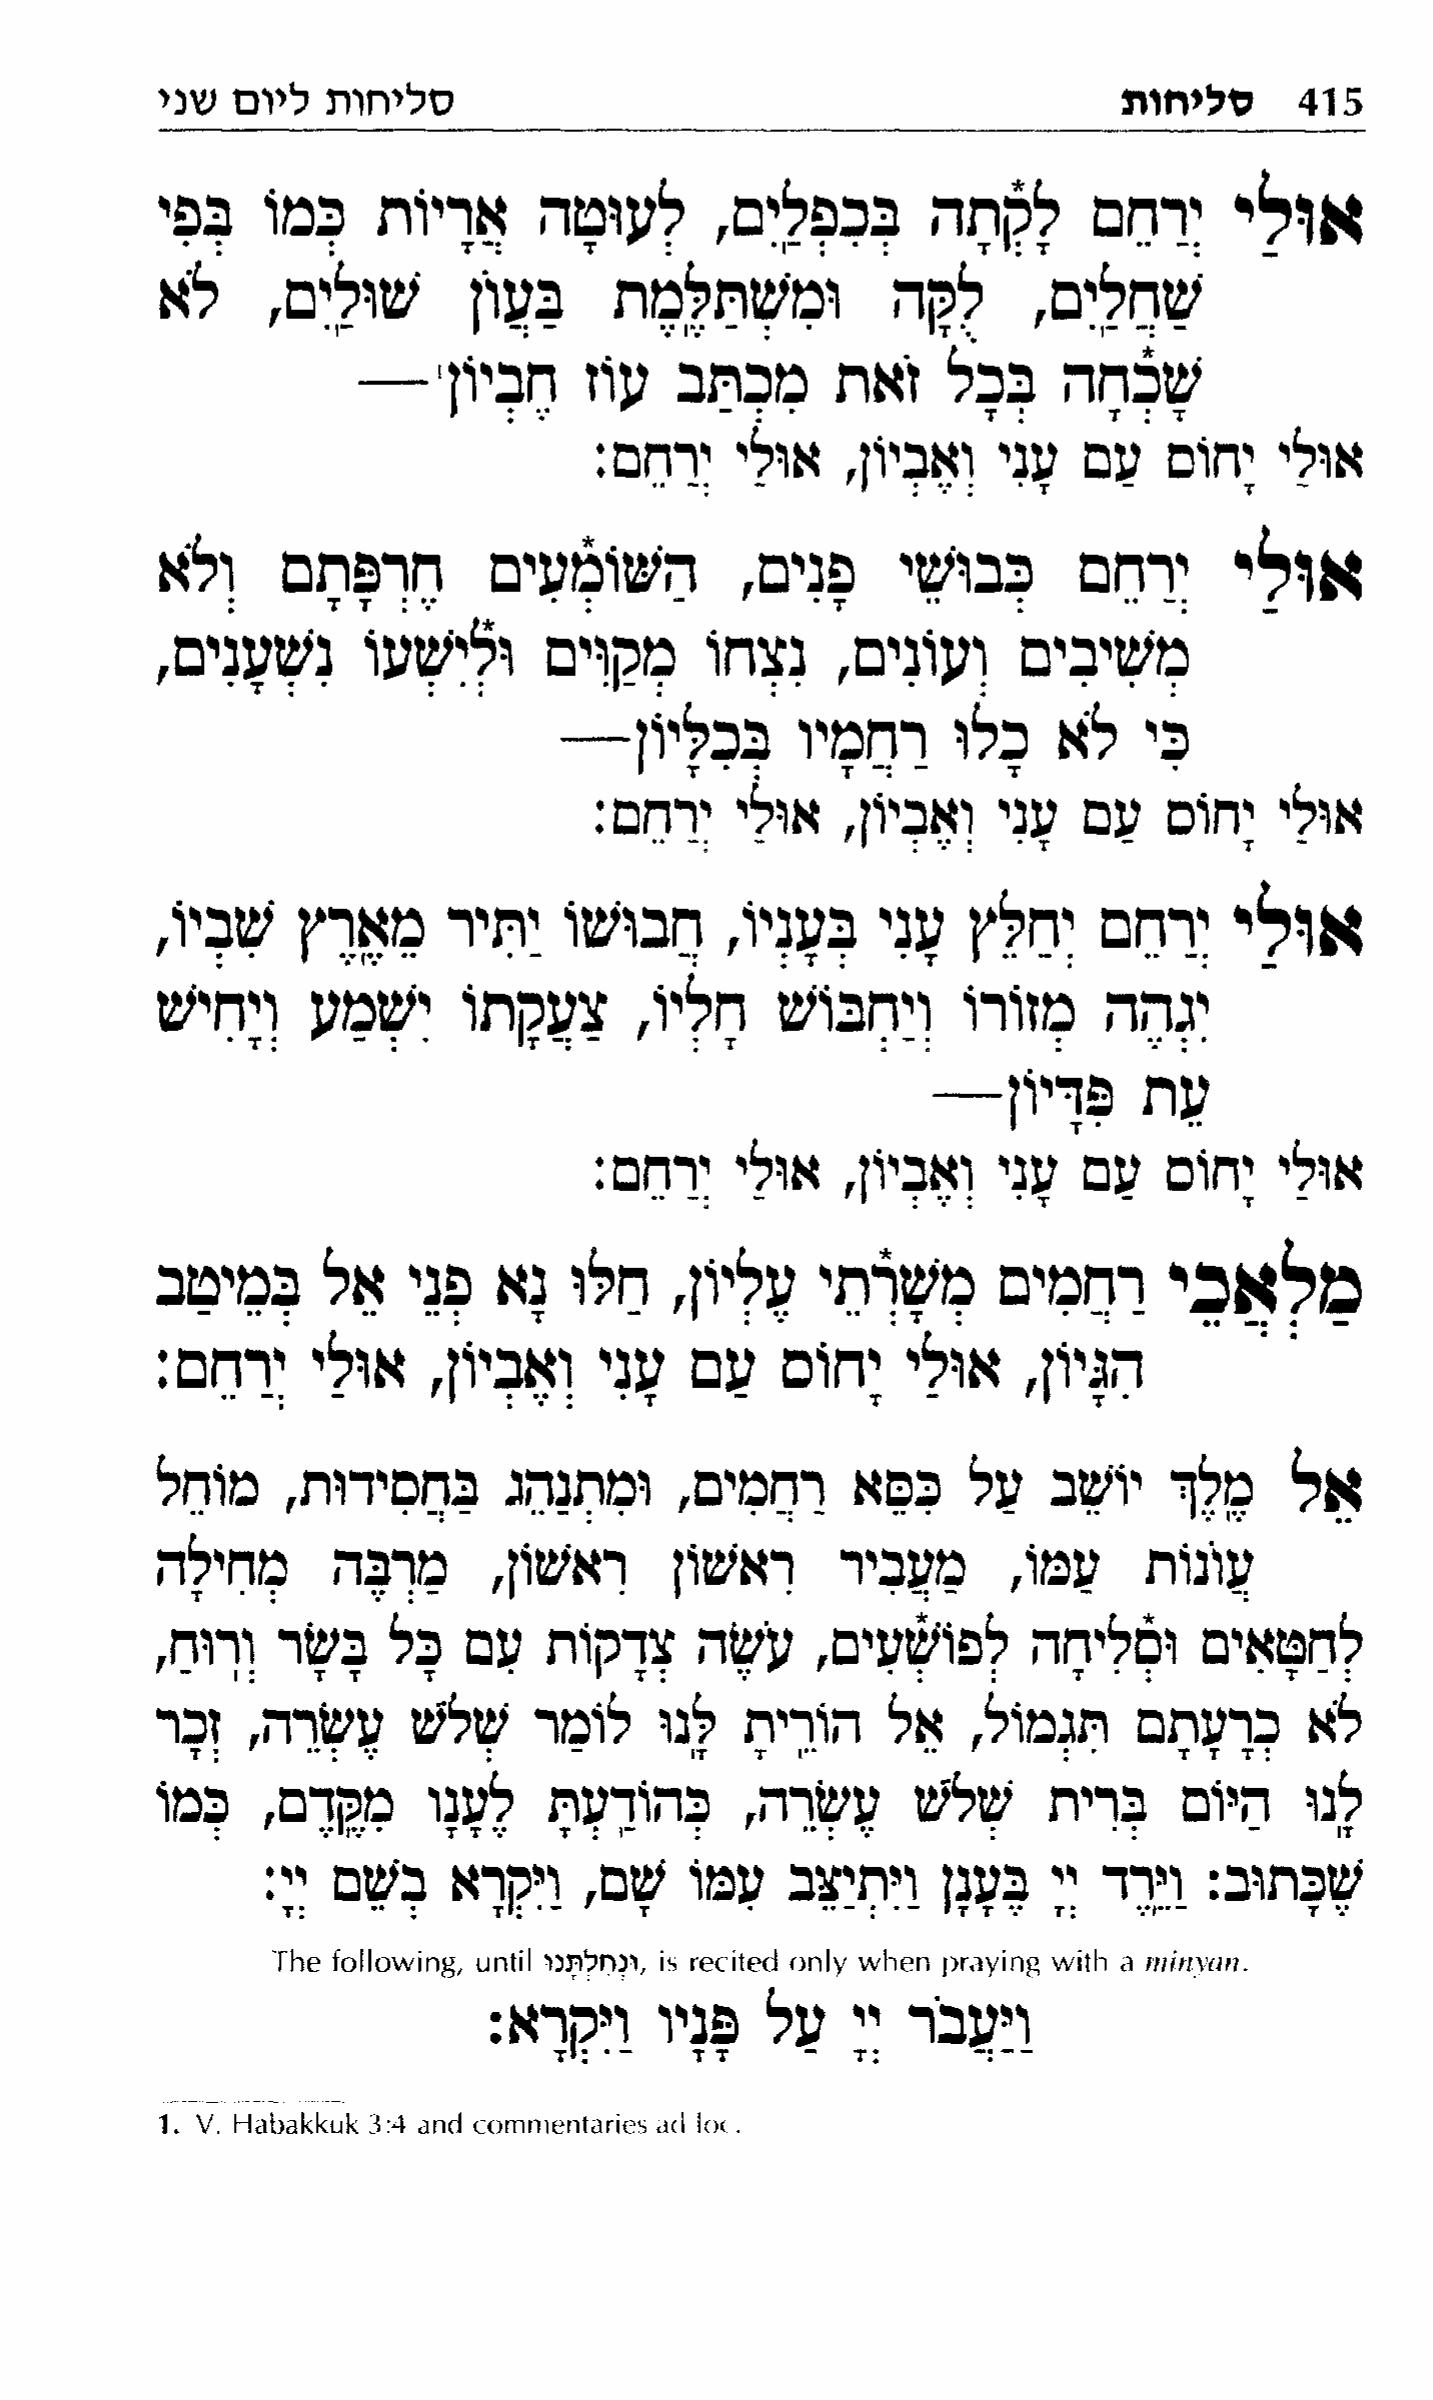 415 סליחות סליחות ליום שני
אוּלַי יְרַחֵם לָקְ֯תָה בְּכִפְלַיִם, לְעוּטָה אֲרָיוֹת כְּמוֹ בְּפִי
שַׁחֲלַיִם, לֻקָּה וּמִשְׁתַּלֶּמֶת בַּעֲוֹן שׁוּלַיִם, לֹא
שָׁכְ֯חָה בְּכָל זֹאת מִכְתַּב עוֹז חֶבְיוֹן¹—
אוּלַי יָחוֹס עַם עָנִי וְאֶבְיוֹן, אוּלַי יְרַחֵם:
אוּלַי יְרַחֵם כְּבוּשֵׁי פָנִים, הַשּׁוֹמְ֯עִים חֶרְפָּתָם וְלֹא
מְשִׁיבִים וְעוֹנִים, נִצְחוֹ מְקַוִּים וּלְ֯יִשְׁעוֹ נִשְׁעָנִים,
כִּי לֹא כָלוּ רַחֲמָיו בְּכִלָּיוֹן—
אוּלַי יָחוֹס עַם עָנִי וְאֶבְיוֹן, אוּלַי יְרַחֵם:
אוּלַי יְרַחֵם יְחַלֵּץ עָנִי בְּעָנְיוֹ, חֲבוּשׁוֹ יַתִּיר מֵאֶרֶץ שִׁבְיוֹ,
יִגְהֶה מְזוֹרוֹ וְיַחְבּוֹשׁ חָלְיוֹ, צַעֲקָתוֹ יִשְׁמַע וְיָחִישׁ
עֵת פִּדָּיוֹן—
אוּלַי יָחוֹס עַם עָנִי וְאֶבְיוֹן, אוּלַי יְרַחֵם:
מַלְאֲכֵי רַחֲמִים מְשָׁרְ֯תֵי עֶלְיוֹן, חַלּוּ נָא פְּנֵי אֵל בְּמֵיטַב
הִגָּיוֹן, אוּלַי יָחוֹס עַם עָנִי וְאֶבְיוֹן, אוּלַי יְרַחֵם:
אֵל מֶלֶךְ יוֹשֵׁב עַל כִּסֵּא רַחֲמִים, וּמִתְנַהֵג בַּחֲסִידוּת, מוֹחֵל
עֲוֹנוֹת עַמּוֹ, מַעֲבִיר רִאשׁוֹן רִאשׁוֹן, מַרְבֶּה מְחִילָה
לְחַטָּאִים וּסְ֯לִיחָה לְפוֹשְׁ֯עִים, עֹשֶׂה צְדָקוֹת עִם כָּל בָּשָׂר וְרוּחַ,
לֹא כְרָעָתָם תִּגְמוֹל, אֵל הוֹרֵיתָ לָּנוּ לוֹמַר שְׁלֹשׁ עֶשְׂרֵה, זְכָר
לָנוּ הַיּוֹם בְּרִית שְׁלֹשׁ עֶשְׂרֵה, כְּהוֹדַעְתָּ לֶעָנָו מִקֶּדֶם, כְּמוֹ
שֶׁכָּתוּב: וַיֵּרֶד יְיָ בֶּעָנָן וַיִּתְיַצֵּב עִמּוֹ שָׁם, וַיִּקְרָא בְשֵׁם יְיָ:
The following, until וּנְחַלְתָּנוּ, is recited only when praying with a minyan.
וַיַּעֲבֹר יְיָ עַל פָּנָיו וַיִּקְרָא:
1. V. Habakkuk 3:4 and commentaries ad loc.